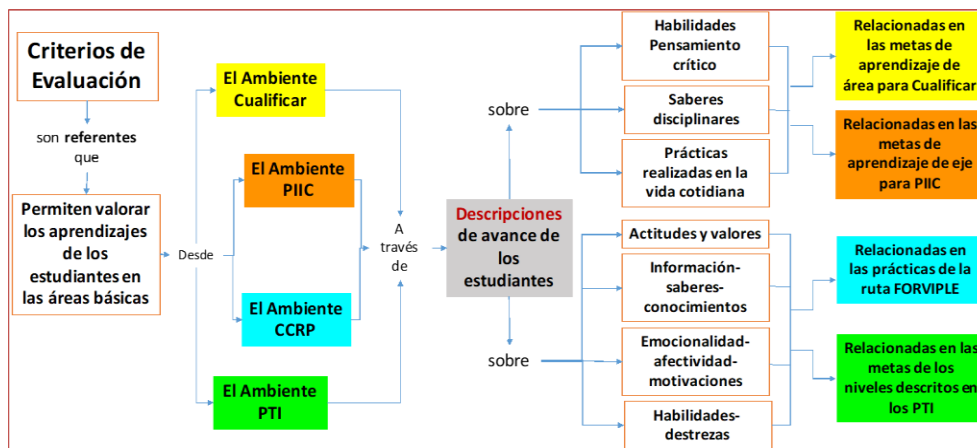 Criterios de
Evaluación
son referentes
que
Permiten valorar
los aprendizajes
de los
estudiantes en
las áreas básicas
Desde
El Ambiente
Cualificar
El Ambiente
PIIC
El Ambiente
CCRP
El Ambiente
PTI
A
través
de
Descripciones
de avance de
los
estudiantes
sobre
Habilidades
Pensamiento
crítico
Saberes
disciplinares
Prácticas
realizadas en la
vida cotidiana
Relacionadas en
las metas de
aprendizaje de
área para Cualificar
Relacionadas en las
metas de
aprendizaje de eje
para PIIC
sobre
Actitudes y valores
Información-
saberes-
conocimientos
Emocionalidad-
afectividad-
motivaciones
Habilidades-
destrezas
Relacionadas en
las prácticas de la
ruta FORVIPLE
Relacionadas en las
metas de los
niveles descritos en
los PTI